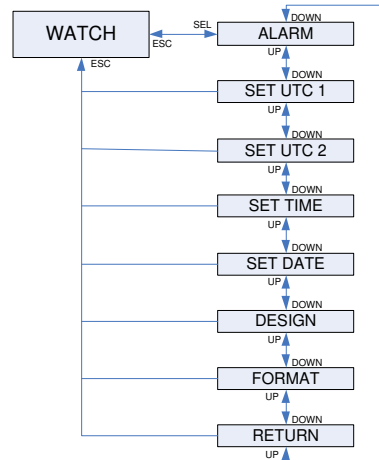 DOWN
WATCH
SEL
ESC
ALARM
UP
DOWN
ESC
SET UTC 1
UP
DOWN
SET UTC 2
UP
DOWN
SET TIME
UP
DOWN
SET DATE
UP
DOWN
DESIGN
UP
DOWN
FORMAT
UP
DOWN
RETURN
UP